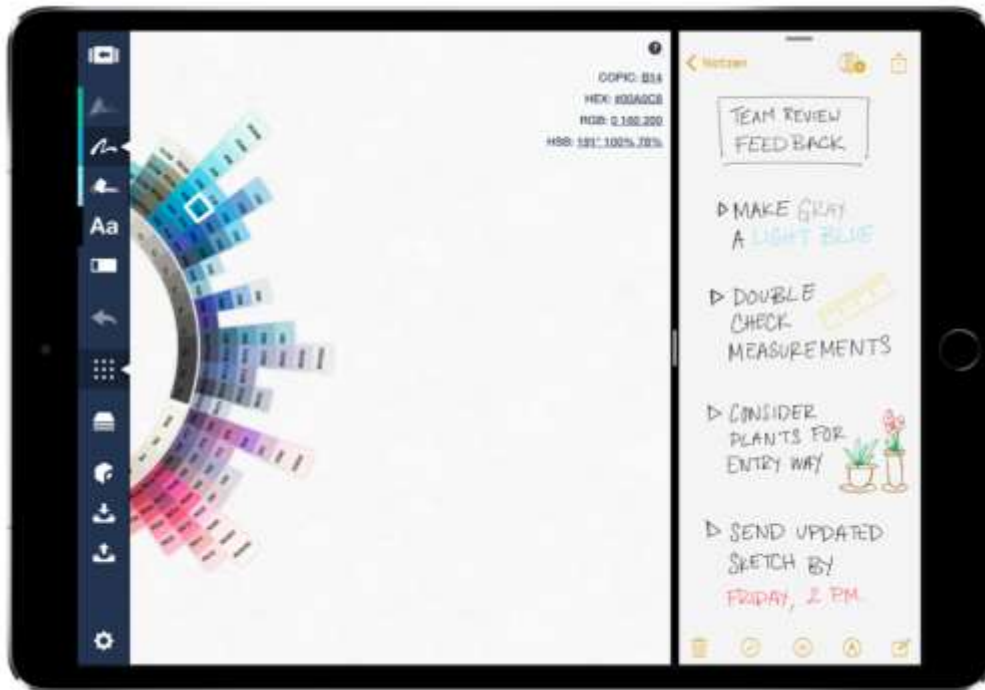 Aa
COPIC: B14
HEX: #00A0C8
RGB: 0 160 200
HSB: 191° 100% 78%
Notizen
TEAM REVIEW
FEEDBACK
MAKE GRAY
A LIGHT BLUE
DOUBLE
CHECK
MEASUREMENTS
CONSIDER
PLANTS FOR
ENTRY WAY
SEND UPDATED
SKETCH BY
FRIDAY, 2 PM